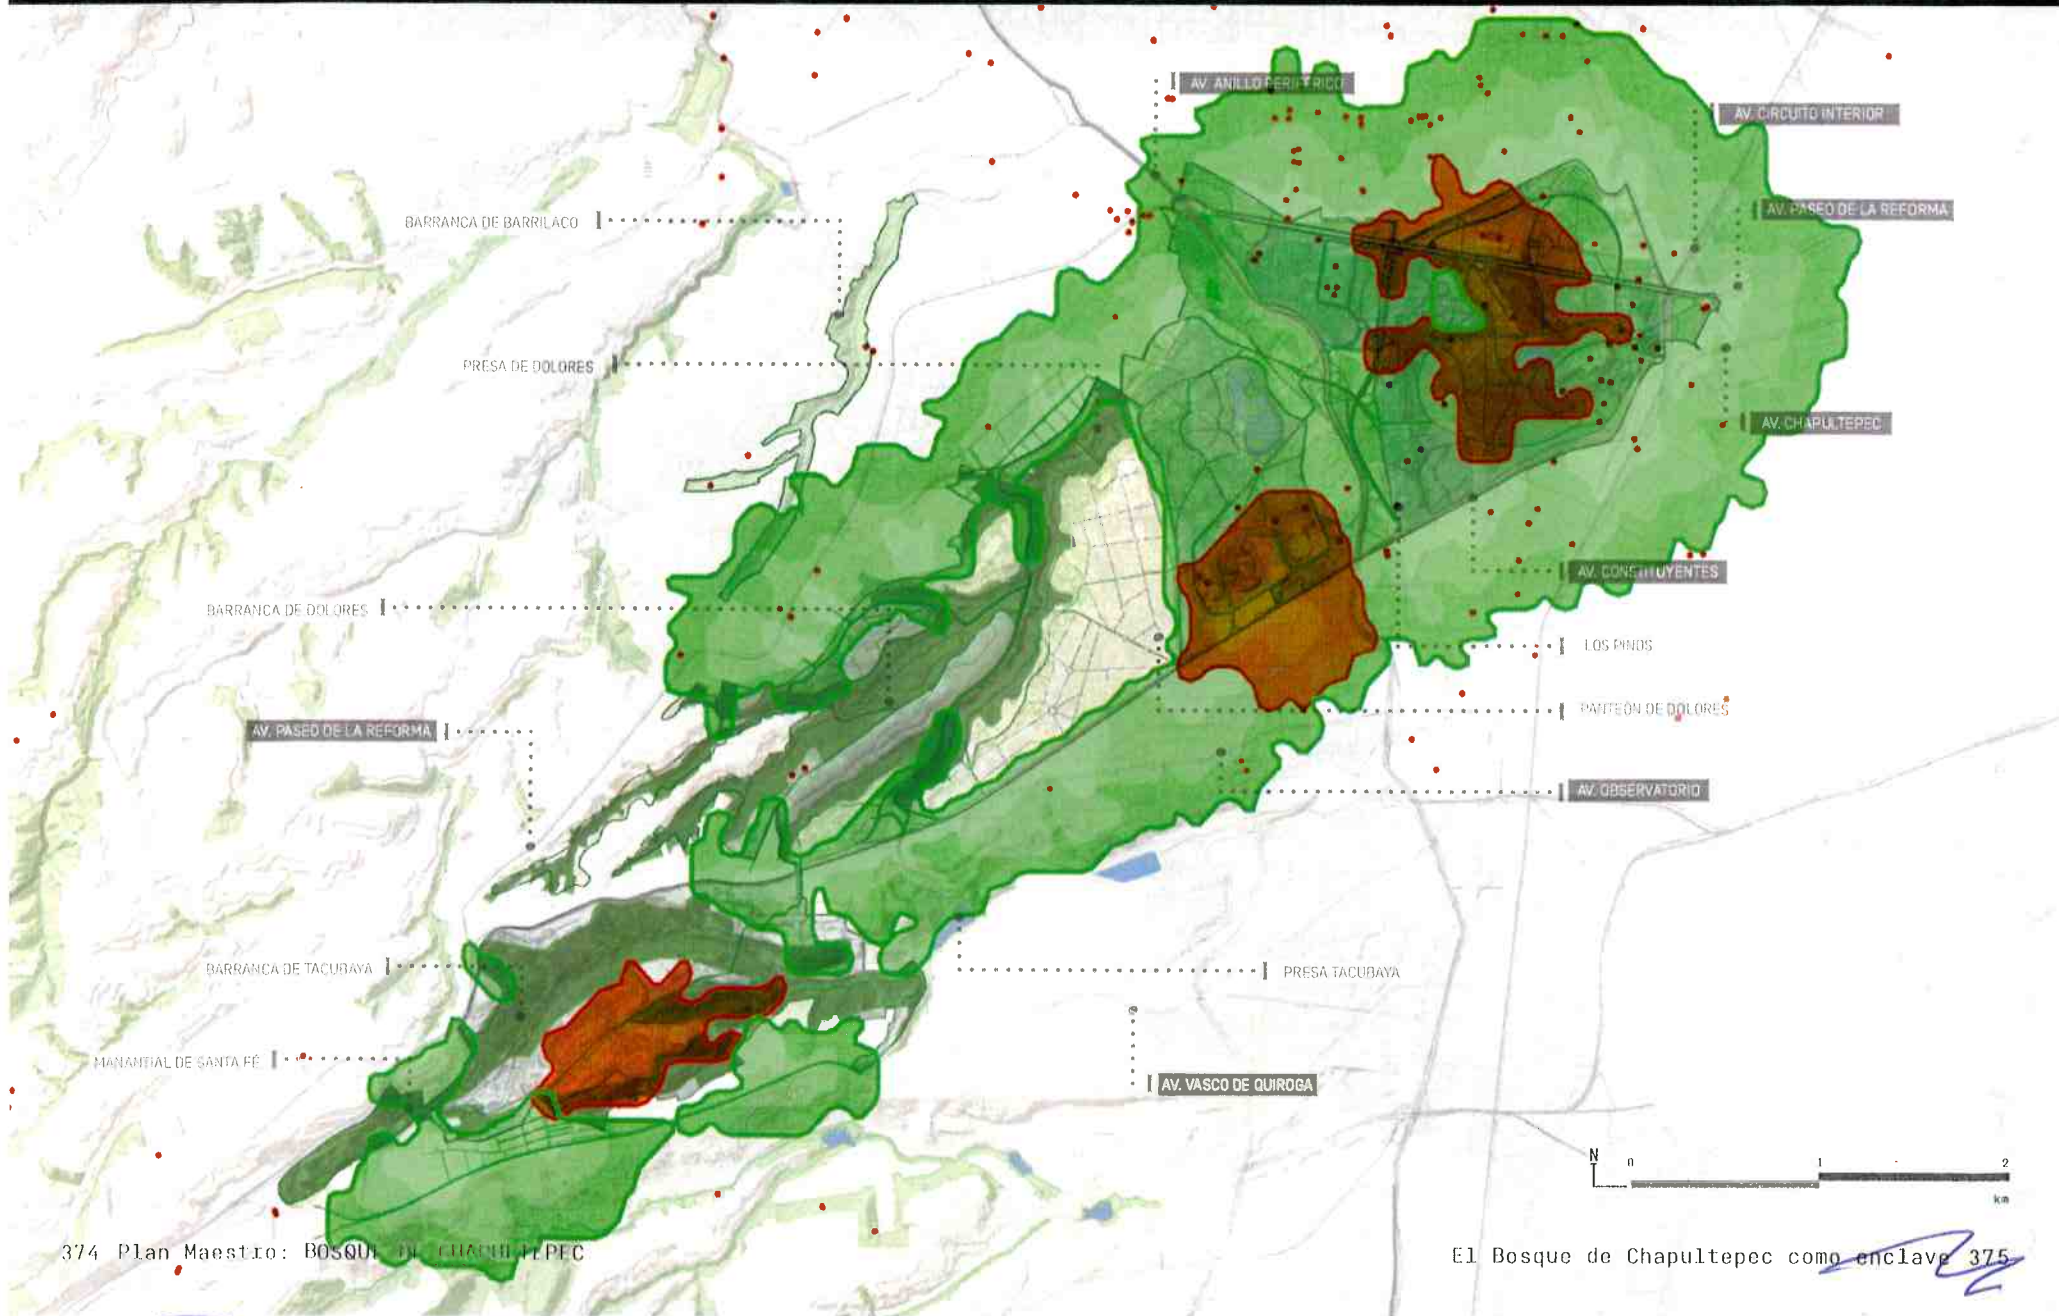 AV. ANILLO PERIFÉRICO
AV. CIRCUITO INTERIOR
BARRANCA DE BARRILACO
AV. PASEO DE LA REFORMA
PRESA DE DOLORES
AV. CHAPULTEPEC
AV. CONSTITUYENTES
BARRANCA DE DOLORES
LOS PINOS
PANTEÓN DE DOLORES
AV. PASEO DE LA REFORMA
AV. OBSERVATORIO
BARRANCA DE TACUBAYA
PRESA TACUBAYA
MANANTIAL DE SANTA FÉ
AV. VASCO DE QUIROGA
N 0 1 2
km
374 Plan Maestro: BOSQUE DE CHAPULTEPEC
El Bosque de Chapultepec como enclave 375